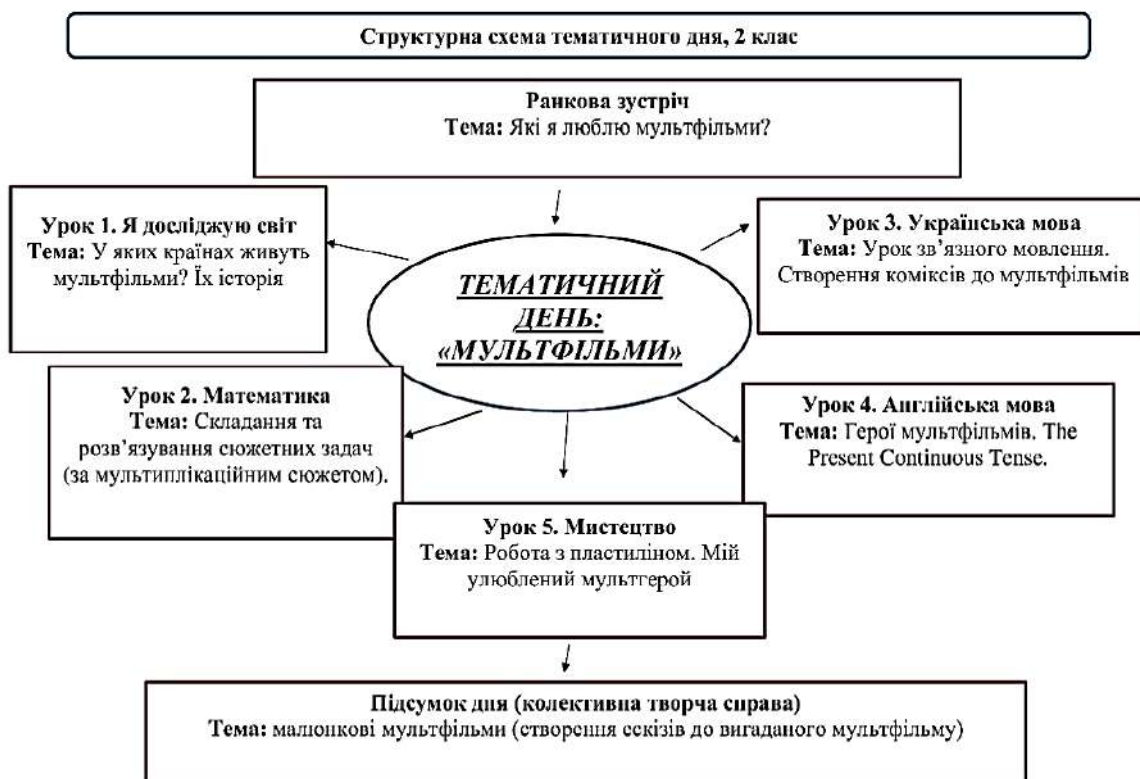 Структурна схема тематичного дня, 2 клас
Ранкова зустріч
Тема: Які я люблю мультфільми?
Урок 1. Я досліджую світ
Тема: У яких країнах живуть
мультфільми? Їх історія
Урок 3. Українська мова
Тема: Урок зв’язного мовлення.
Створення коміксів до мультфільмів
ТЕМАТИЧНИЙ
ДЕНЬ:
«МУЛЬТФІЛЬМИ»
Урок 2. Математика
Тема: Складання та
розв’язування сюжетних задач
(за мультиплікаційним сюжетом).
Урок 4. Англійська мова
Тема: Герої мультфільмів. The
Present Continuous Tense.
Урок 5. Мистецтво
Тема: Робота з пластиліном. Мій
улюблений мультгерой
Підсумок дня (колективна творча справа)
Тема: малюнкові мультфільми (створення ескізів до вигаданого мультфільму)